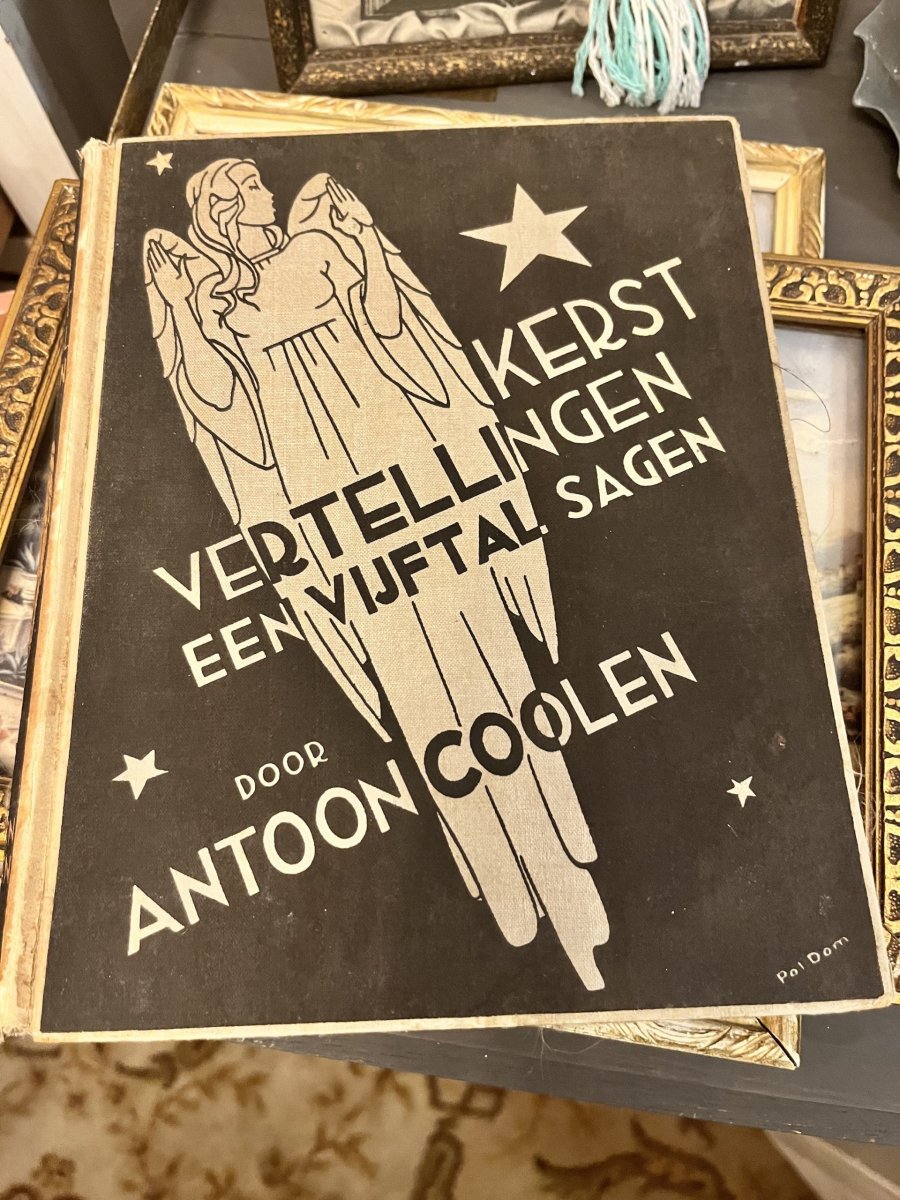 KERST
VERTELLINGEN
EEN VIJFTAL SAGEN
DOOR
ANTOON COOLEN
Pol Dom